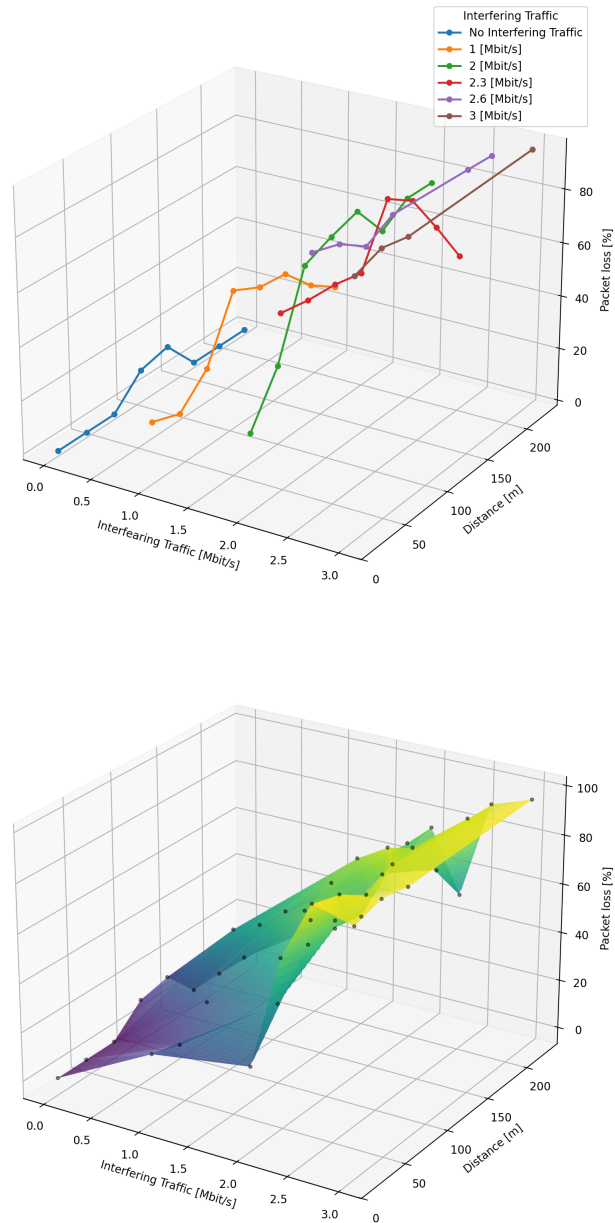 Interfering Traffic
No Interfering Traffic
1 [Mbit/s]
2 [Mbit/s]
2.3 [Mbit/s]
2.6 [Mbit/s]
3 [Mbit/s]
80
60
40
20
0
Packet loss [%]
200
150
100
50
0
Distance [m]
0.0
0.5
1.0
1.5
2.0
2.5
3.0
Interfearing Traffic [Mbit/s]
100
80
60
40
20
0
Packet loss [%]
200
150
100
50
0
Distance [m]
0.0
0.5
1.0
1.5
2.0
2.5
3.0
Interfering Traffic [Mbit/s]